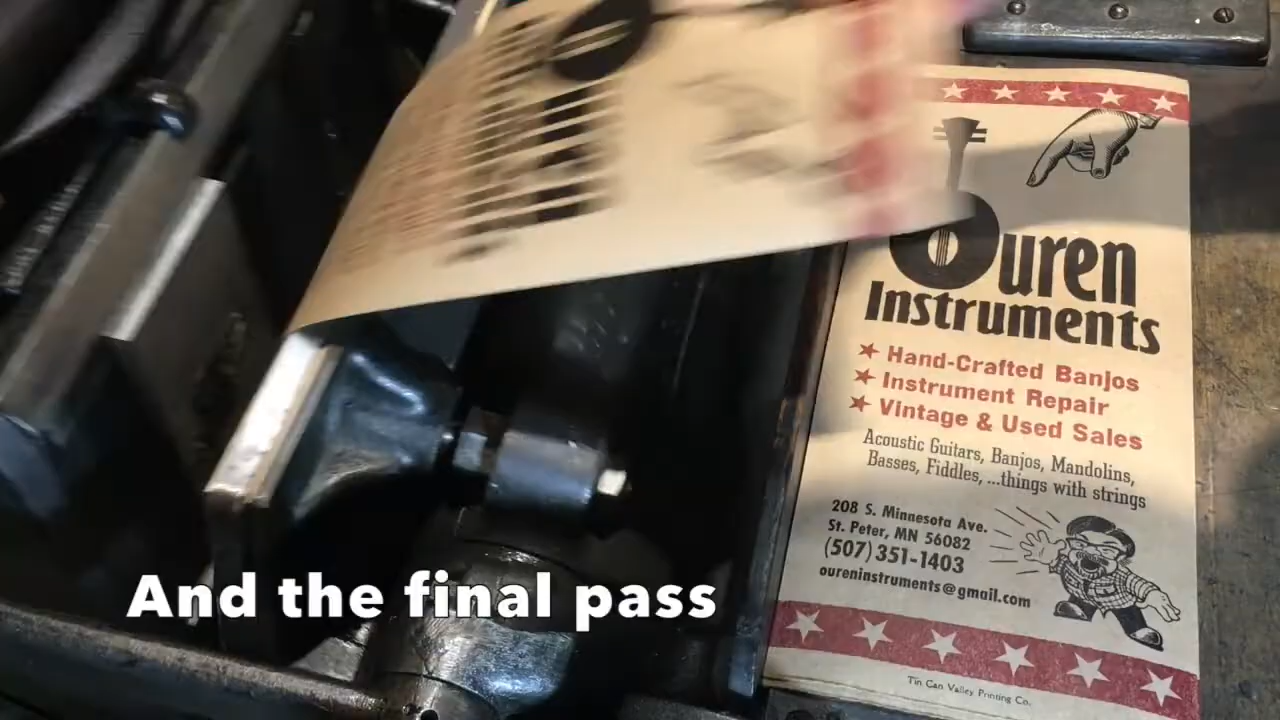 Ouren
Instruments
Hand-Crafted Banjos
Instrument Repair
Vintage & Used Sales
Acoustic Guitars, Banjos, Mandolins,
Basses, Fiddles, ...things with strings
208 S. Minnesota Ave.
St. Peter, MN 56082
(507) 351-1403
oureninstruments@gmail.com
Tin Can Valley Printing Co.
And the final pass